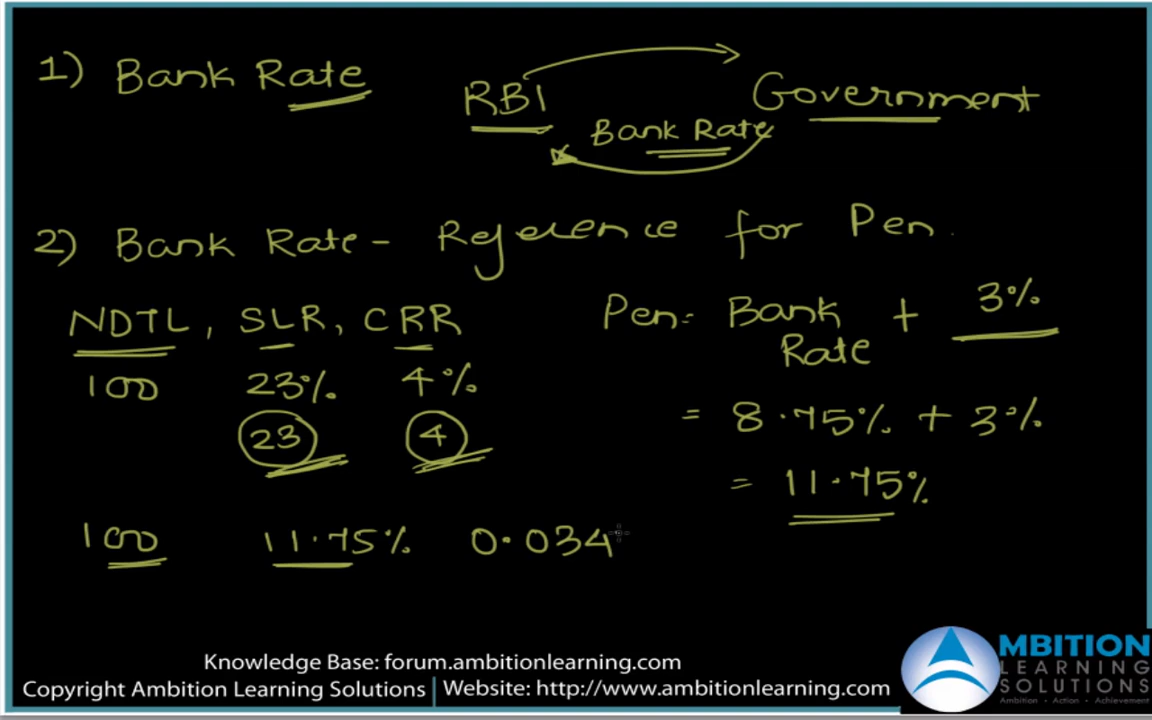 1) Bank Rate
RBI
Government
Bank Rate
2) Bank Rate - Reference for Pen.
NDTL, SLR, CRR
100 23% 4%
23 4
100 11.75% 0.034
Pen = Bank Rate + 3%
= 8.75% + 3%
= 11.75%
Knowledge Base: forum.ambitionlearning.com
Copyright Ambition Learning Solutions | Website: http://www.ambitionlearning.com
AMBITION
LEARNING
SOLUTIONS
Ambition - Action - Achievement